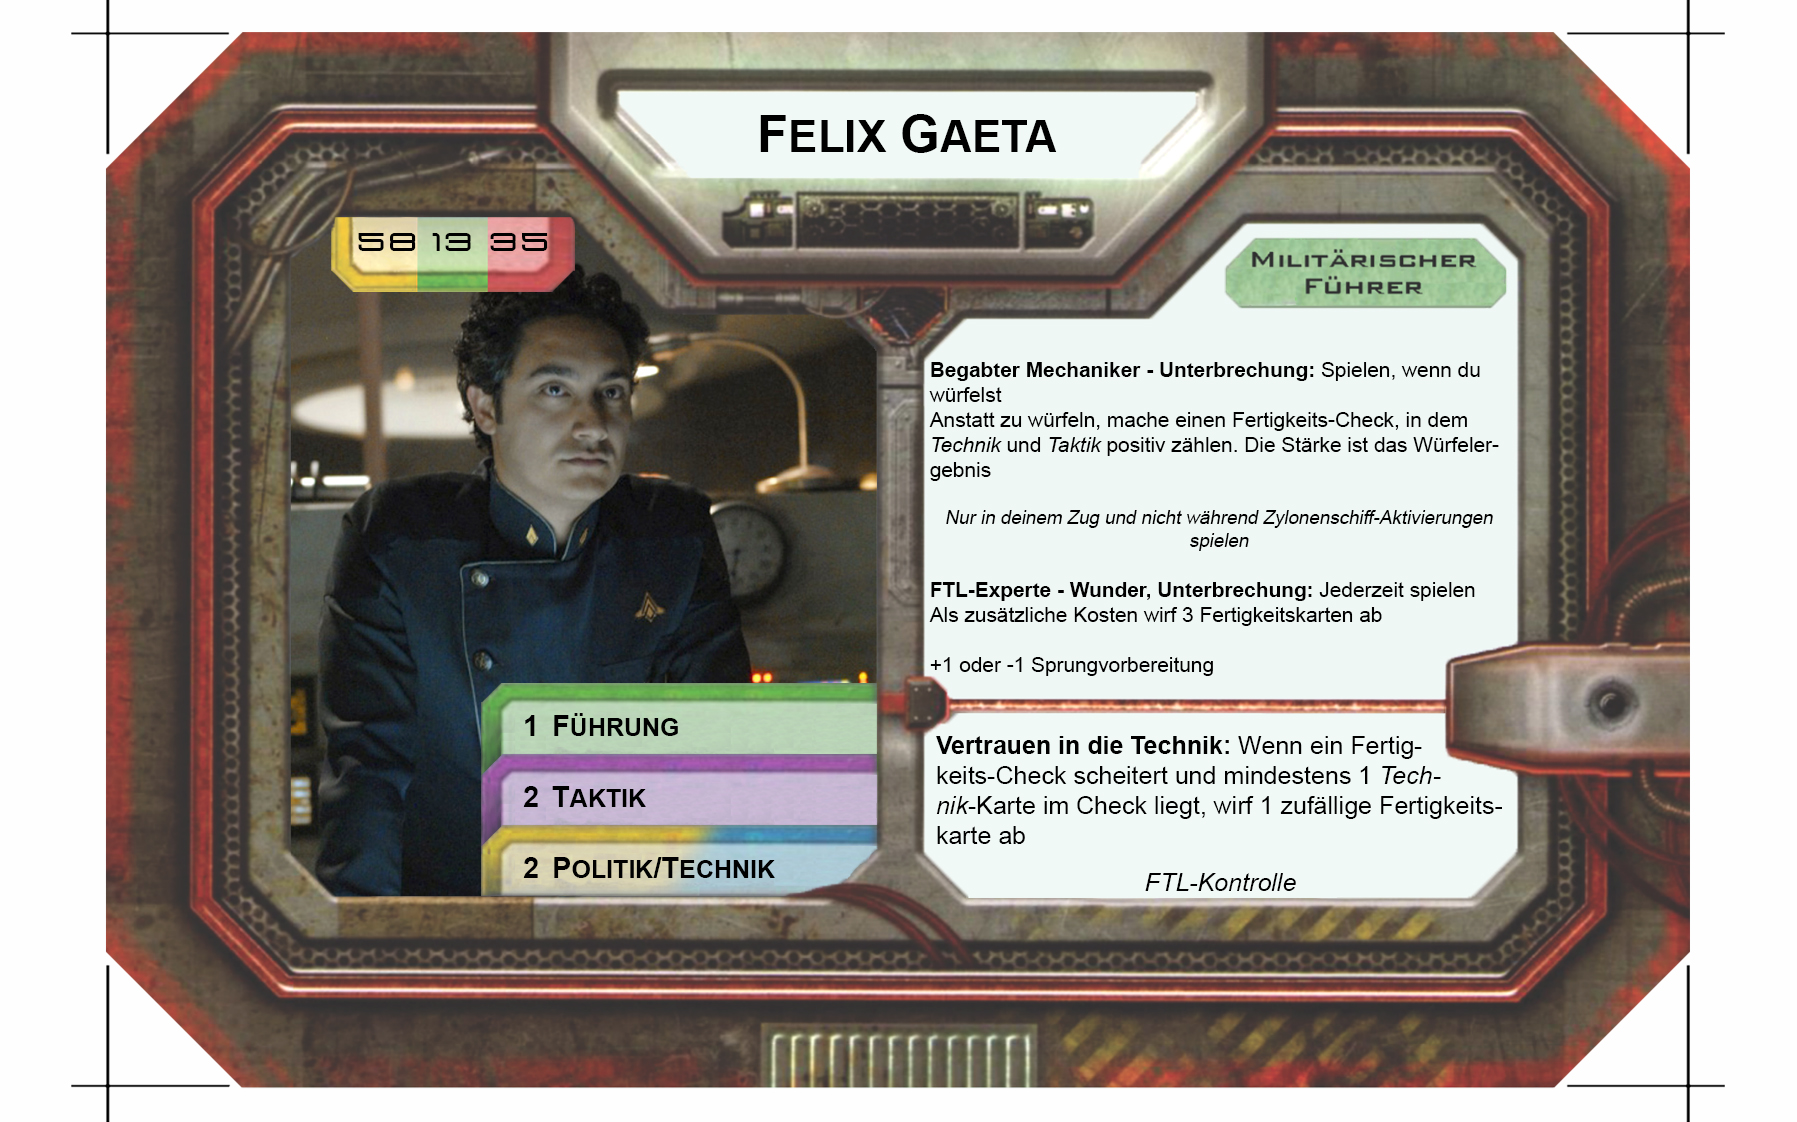 FELIX GAETA
58 13 35
MILITÄRISCHER
FÜHRER
Begabter Mechaniker - Unterbrechung: Spielen, wenn du
würfelst
Anstatt zu würfeln, mache einen Fertigkeits-Check, in dem
Technik und Taktik positiv zählen. Die Stärke ist das Würfeler-
gebnis
Nur in deinem Zug und nicht während Zylonenschiff-Aktivierungen
spielen
FTL-Experte - Wunder, Unterbrechung: Jederzeit spielen
Als zusätzliche Kosten wirf 3 Fertigkeitskarten ab
+1 oder -1 Sprungvorbereitung
1 FÜHRUNG
2 TAKTIK
2 POLITIK/TECHNIK
Vertrauen in die Technik: Wenn ein Fertig-
keits-Check scheitert und mindestens 1 Tech-
nik-Karte im Check liegt, wirf 1 zufällige Fertigkeits-
karte ab
FTL-Kontrolle